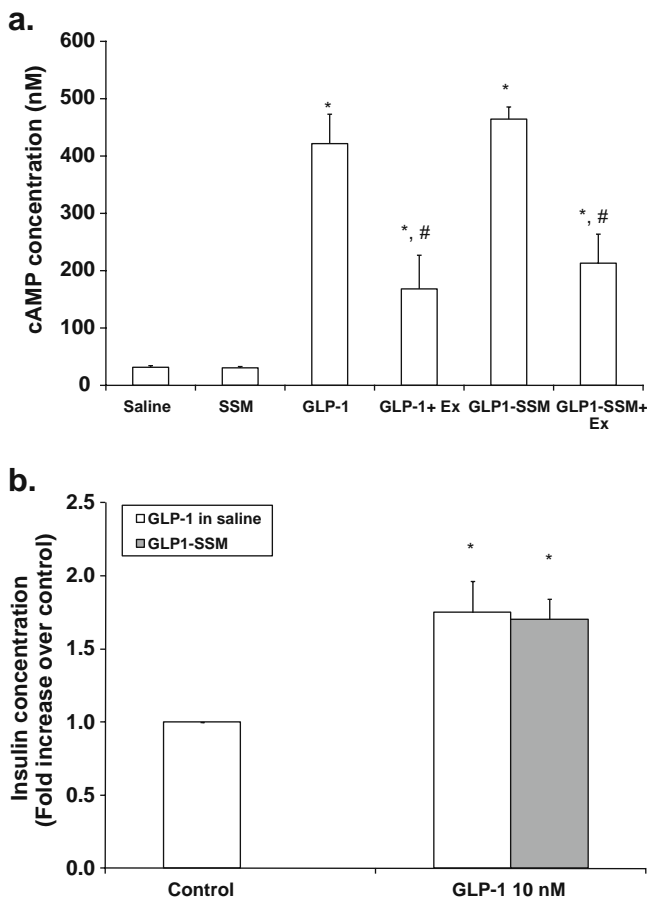 a.
600
500
400
300
200
100
0
cAMP concentration (nM)
*
*, #
*
*, #
Saline SSM GLP-1 GLP-1+ Ex GLP1-SSM GLP1-SSM+
Ex
b.
2.5
2.0
1.5
1.0
0.5
0.0
Insulin concentration
(Fold increase over control)
GLP-1 in saline
GLP1-SSM
*
*
Control GLP-1 10 nM